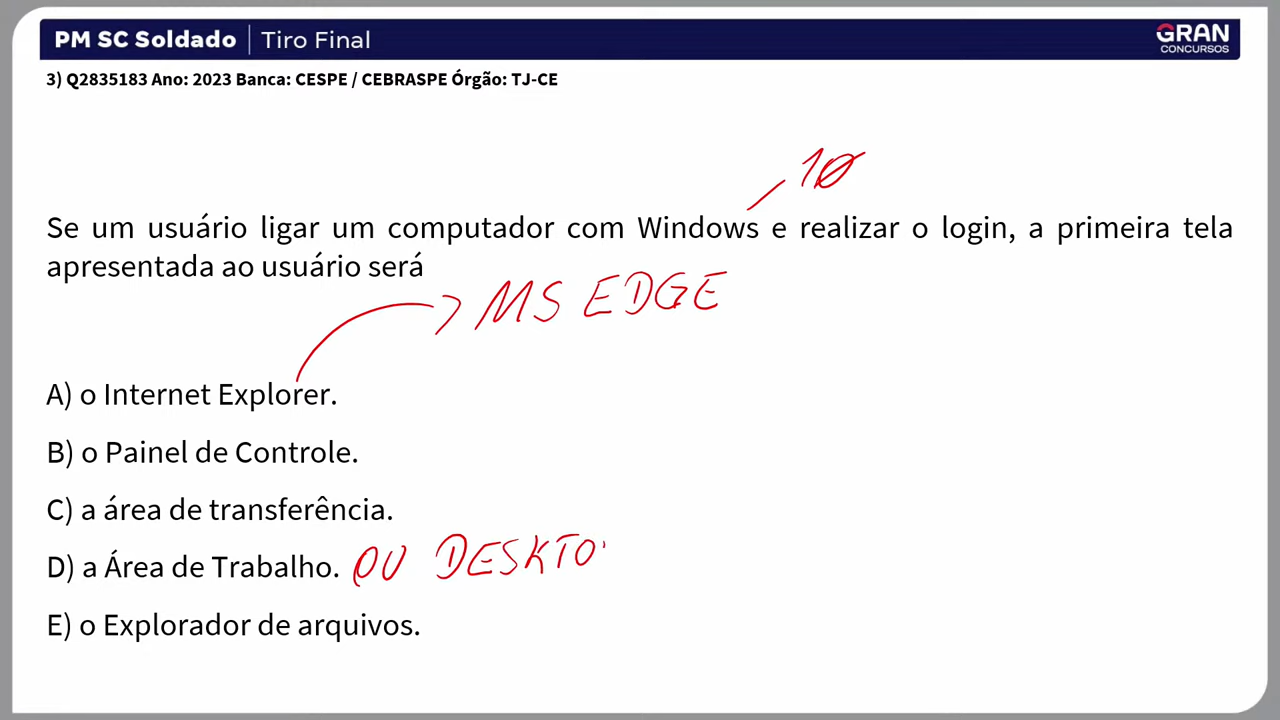 PM SC Soldado | Tiro Final
GRAN
CONCURSOS
3) Q2835183 Ano: 2023 Banca: CESPE / CEBRASPE Órgão: TJ-CE
10
Se um usuário ligar um computador com Windows e realizar o login, a primeira tela
apresentada ao usuário será
MS EDGE
A) o Internet Explorer.
B) o Painel de Controle.
C) a área de transferência.
D) a Área de Trabalho. OU DESKTO
E) o Explorador de arquivos.